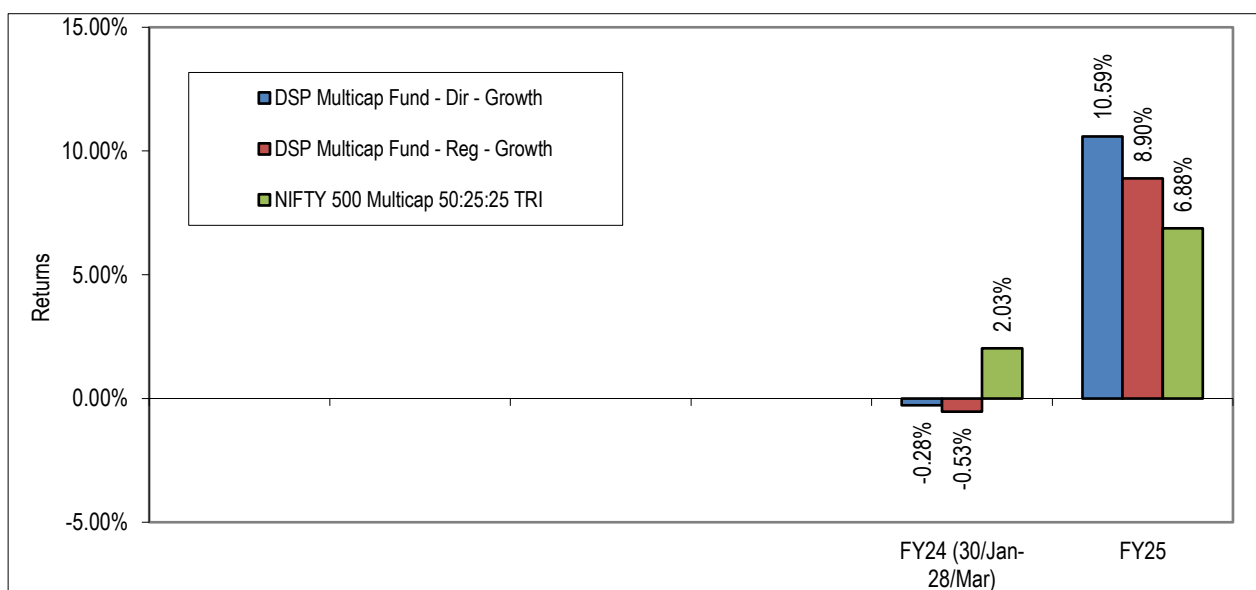 15.00%
10.00%
5.00%
0.00%
-5.00%
Returns
DSP Multicap Fund - Dir - Growth
DSP Multicap Fund - Reg - Growth
NIFTY 500 Multicap 50:25:25 TRI
-0.28%
-0.53%
2.03%
10.59%
8.90%
6.88%
FY24 (30/Jan-
28/Mar)
FY25